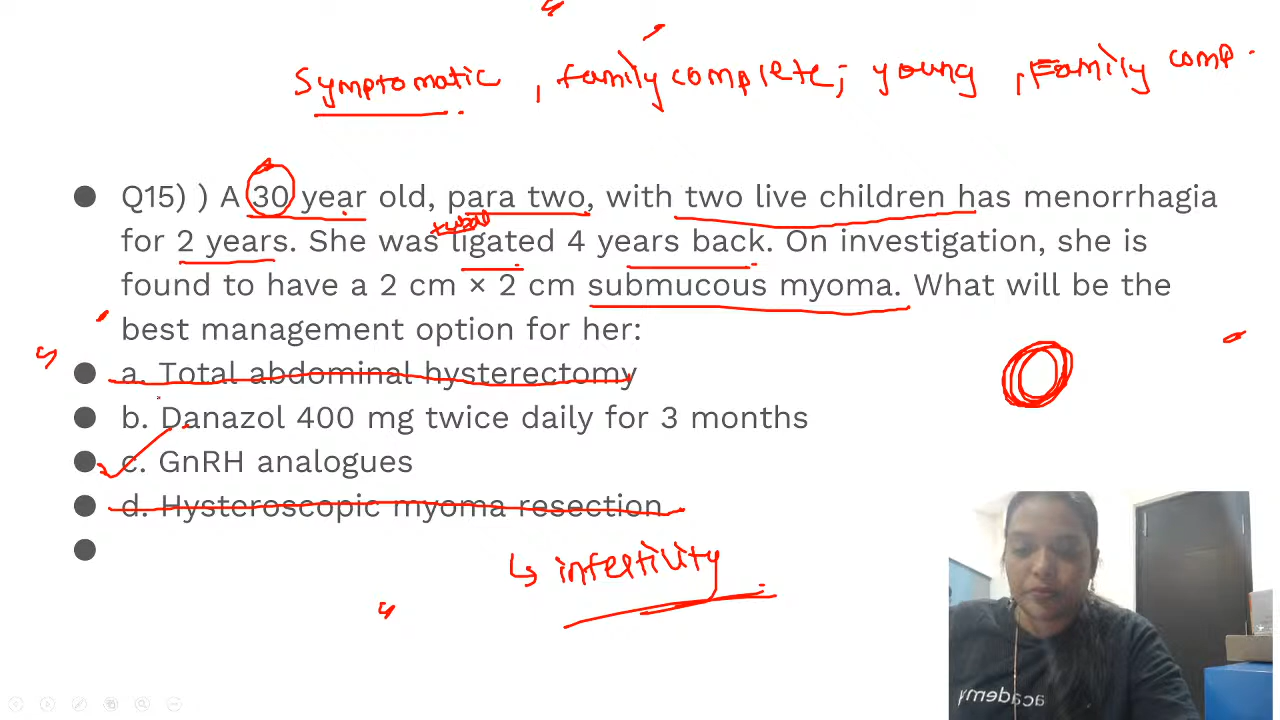 Symptomatic , family complete; young , Family comp.
Q15) ) A 30 year old, para two, with two live children has menorrhagia
tubal
for 2 years. She was ligated 4 years back. On investigation, she is
found to have a 2 cm × 2 cm submucous myoma. What will be the
best management option for her:
a. Total abdominal hysterectomy
b. Danazol 400 mg twice daily for 3 months
c. GnRH analogues
d. Hysteroscopic myoma resection
↳ infertility
academy